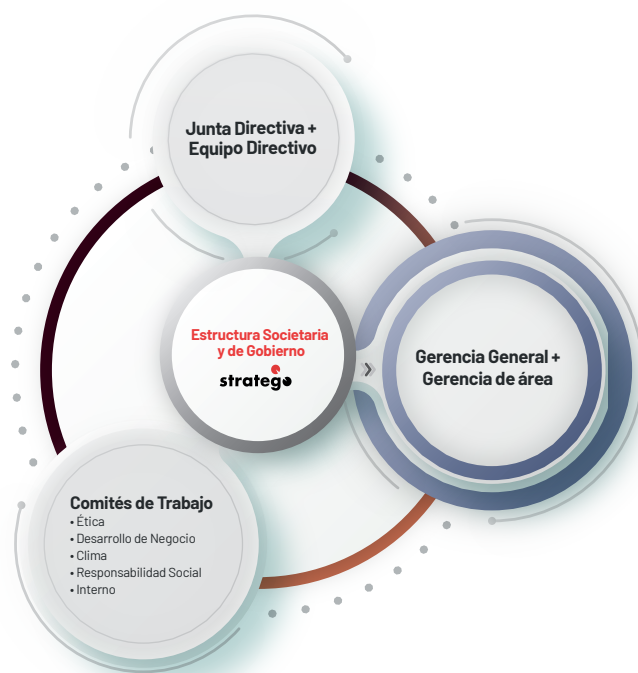 Junta Directiva +
Equipo Directivo
Estructura Societaria
y de Gobierno
stratego
Gerencia General +
Gerencia de área
Comités de Trabajo
• Ética
• Desarrollo de Negocio
• Clima
• Responsabilidad Social
• Interno